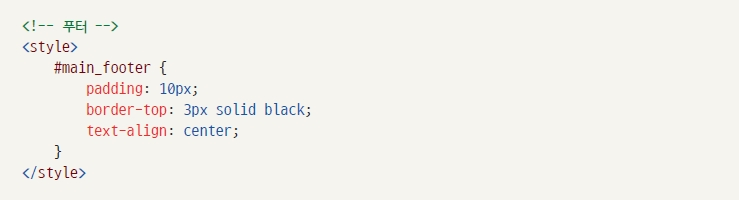 <!-- 푸터 -->
<style>
    #main_footer {
        padding: 10px;
        border-top: 3px solid black;
        text-align: center;
    }
</style>